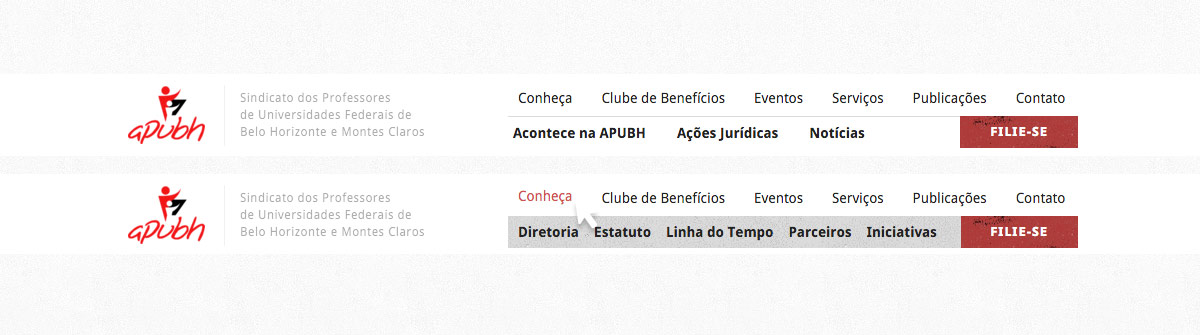 apubh
Sindicato dos Professores
de Universidades Federais de
Belo Horizonte e Montes Claros
Conheça Clube de Benefícios Eventos Serviços Publicações Contato
Acontece na APUBH Ações Jurídicas Notícias FILIE-SE
apubh
Sindicato dos Professores
de Universidades Federais de
Belo Horizonte e Montes Claros
Conheça Clube de Benefícios Eventos Serviços Publicações Contato
Diretoria Estatuto Linha do Tempo Parceiros Iniciativas FILIE-SE